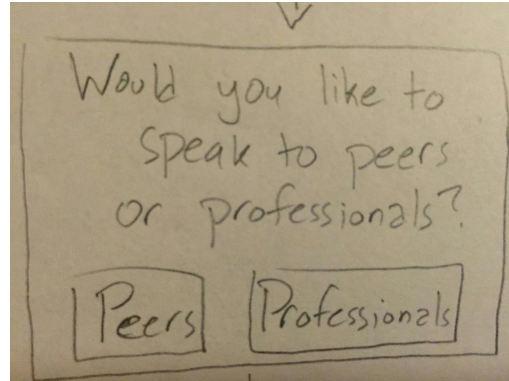 Would you like to
speak to peers
or professionals?
Peers
Professionals